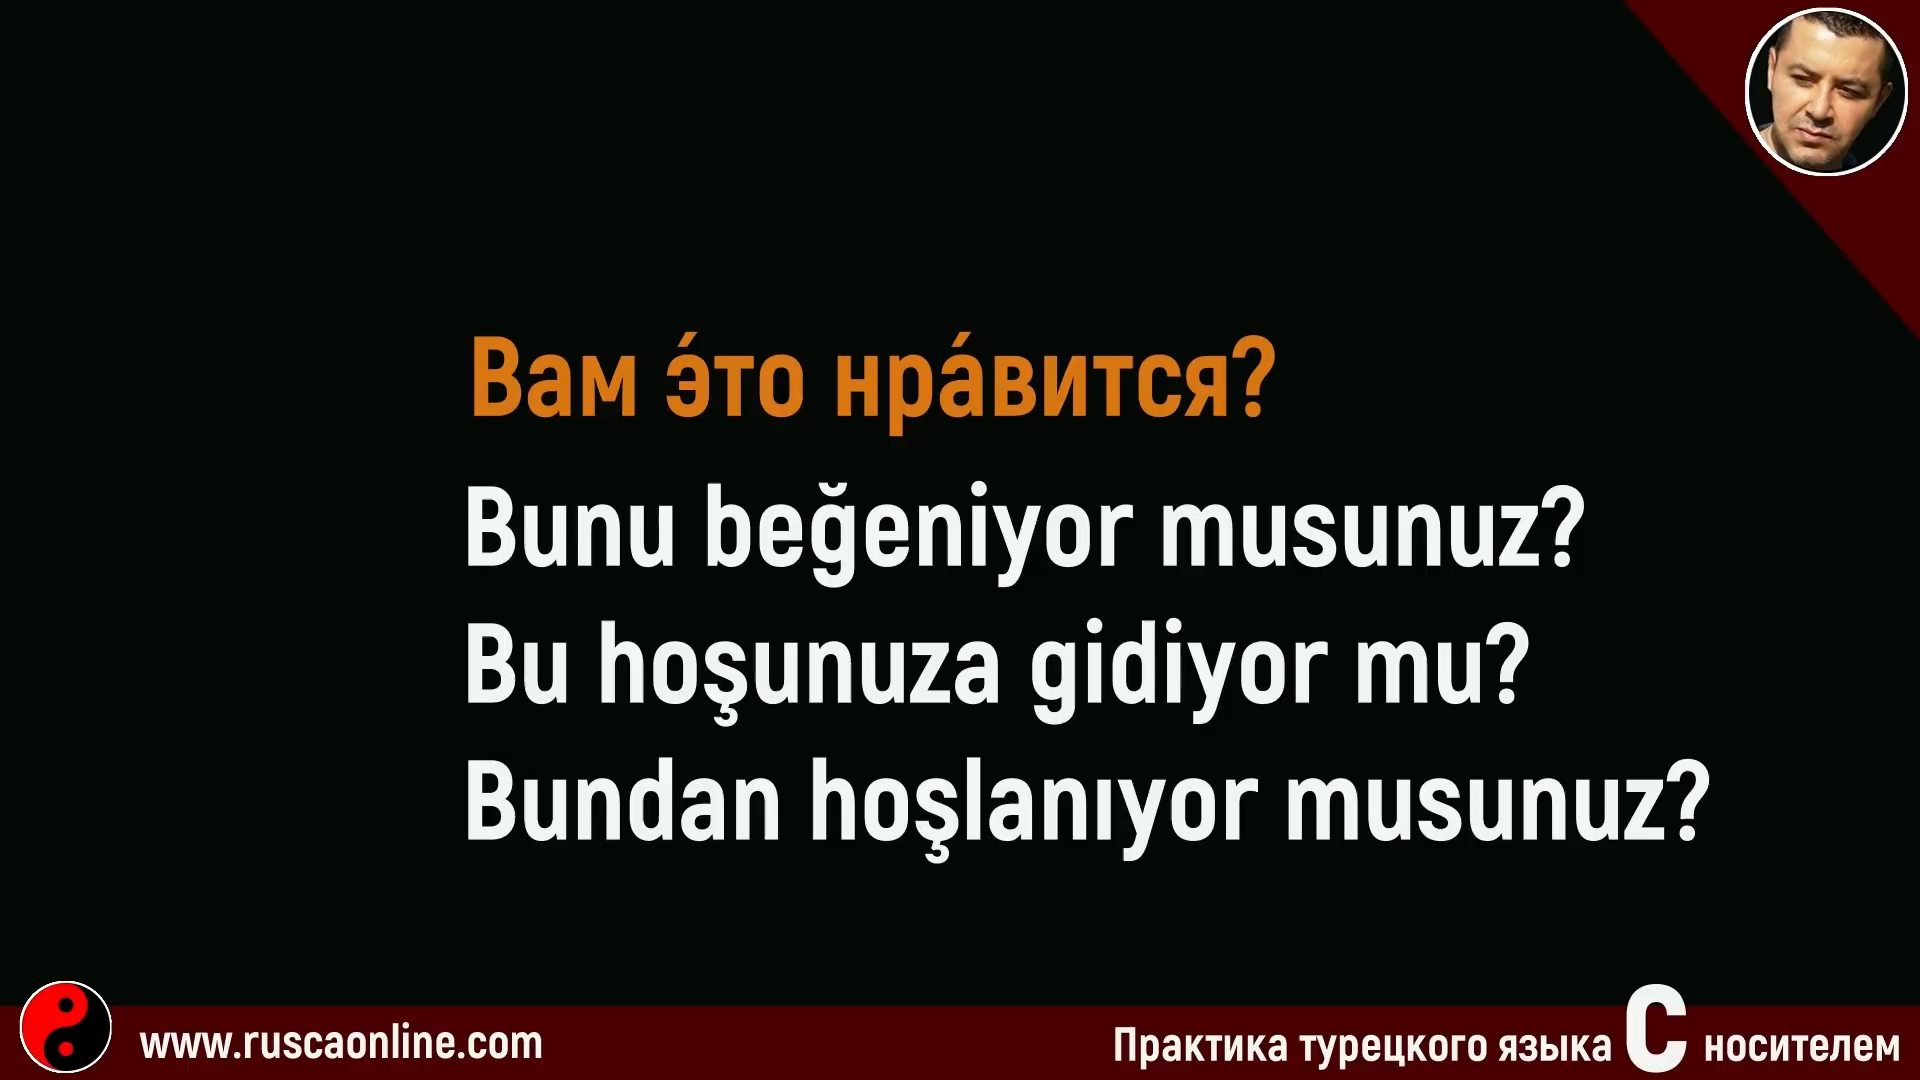 Вам э́то нра́вится?
Bunu beğeniyor musunuz?
Bu hoşunuza gidiyor mu?
Bundan hoşlanıyor musunuz?
www.ruscaonline.com
Практика турецкого языка С носителем